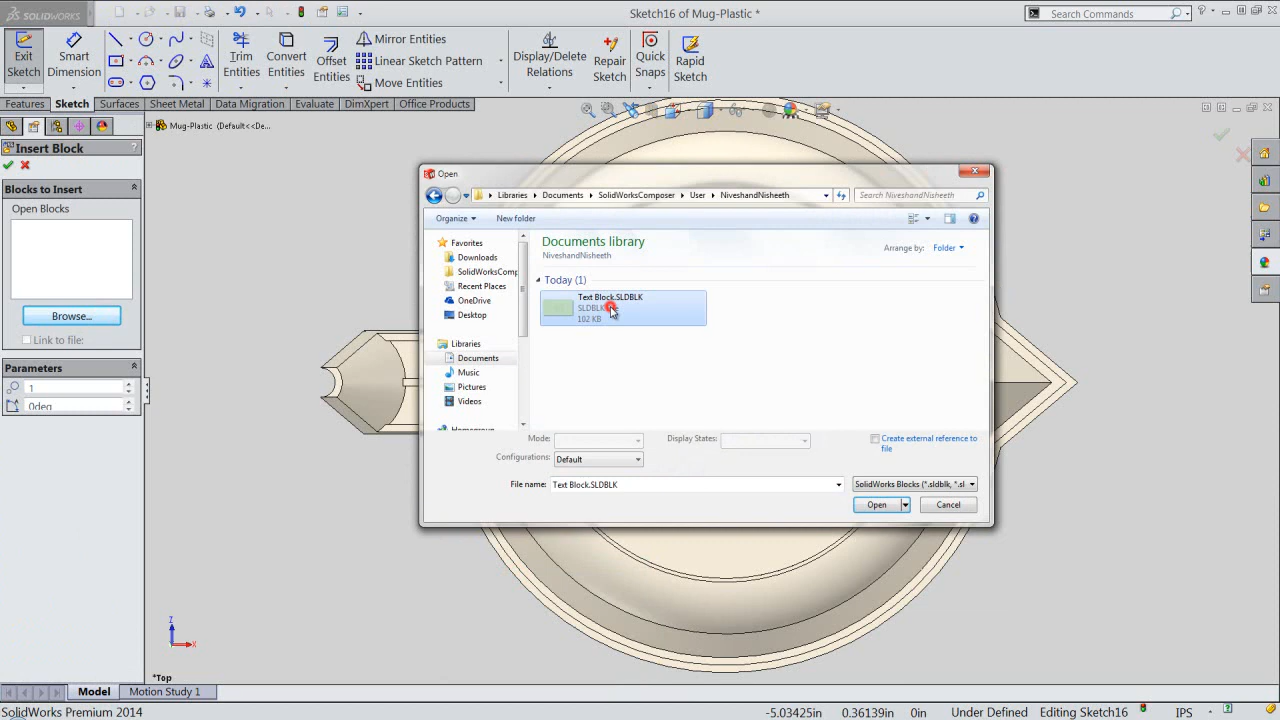 SOLIDWORKS
Sketch16 of Mug-Plastic *
Search Commands
Exit Sketch
Smart Dimension
Trim Entities
Convert Entities
Offset Entities
Mirror Entities
Linear Sketch Pattern
Move Entities
Display/Delete Relations
Repair Sketch
Quick Snaps
Rapid Sketch
Features Sketch Surfaces Sheet Metal Data Migration Evaluate DimXpert Office Products
Mug-Plastic (Default<<De...
Insert Block ?
Blocks to Insert
Open Blocks
Browse...
Link to file:
Parameters
1
0deg
Open
Libraries Documents SolidWorksComposer User NiveshandNisheeth
Search NiveshandNisheeth
Organize New folder
Favorites
Downloads
SolidWorksComp
Recent Places
OneDrive
Desktop
Libraries
Documents
Music
Pictures
Videos
Homegroup
Documents library
NiveshandNisheeth
Arrange by: Folder
Today (1)
Text Block.SLDBLK
SLDBLK
102 KB
Mode:
Display States:
Configurations: Default
Create external reference to
file
File name: Text Block.SLDBLK
SolidWorks Blocks (*.sldblk, *.sl
Open Cancel
Z
X
*Top
Model Motion Study 1
SolidWorks Premium 2014
-5.03425in 0.36139in 0in Under Defined Editing Sketch16 IPS